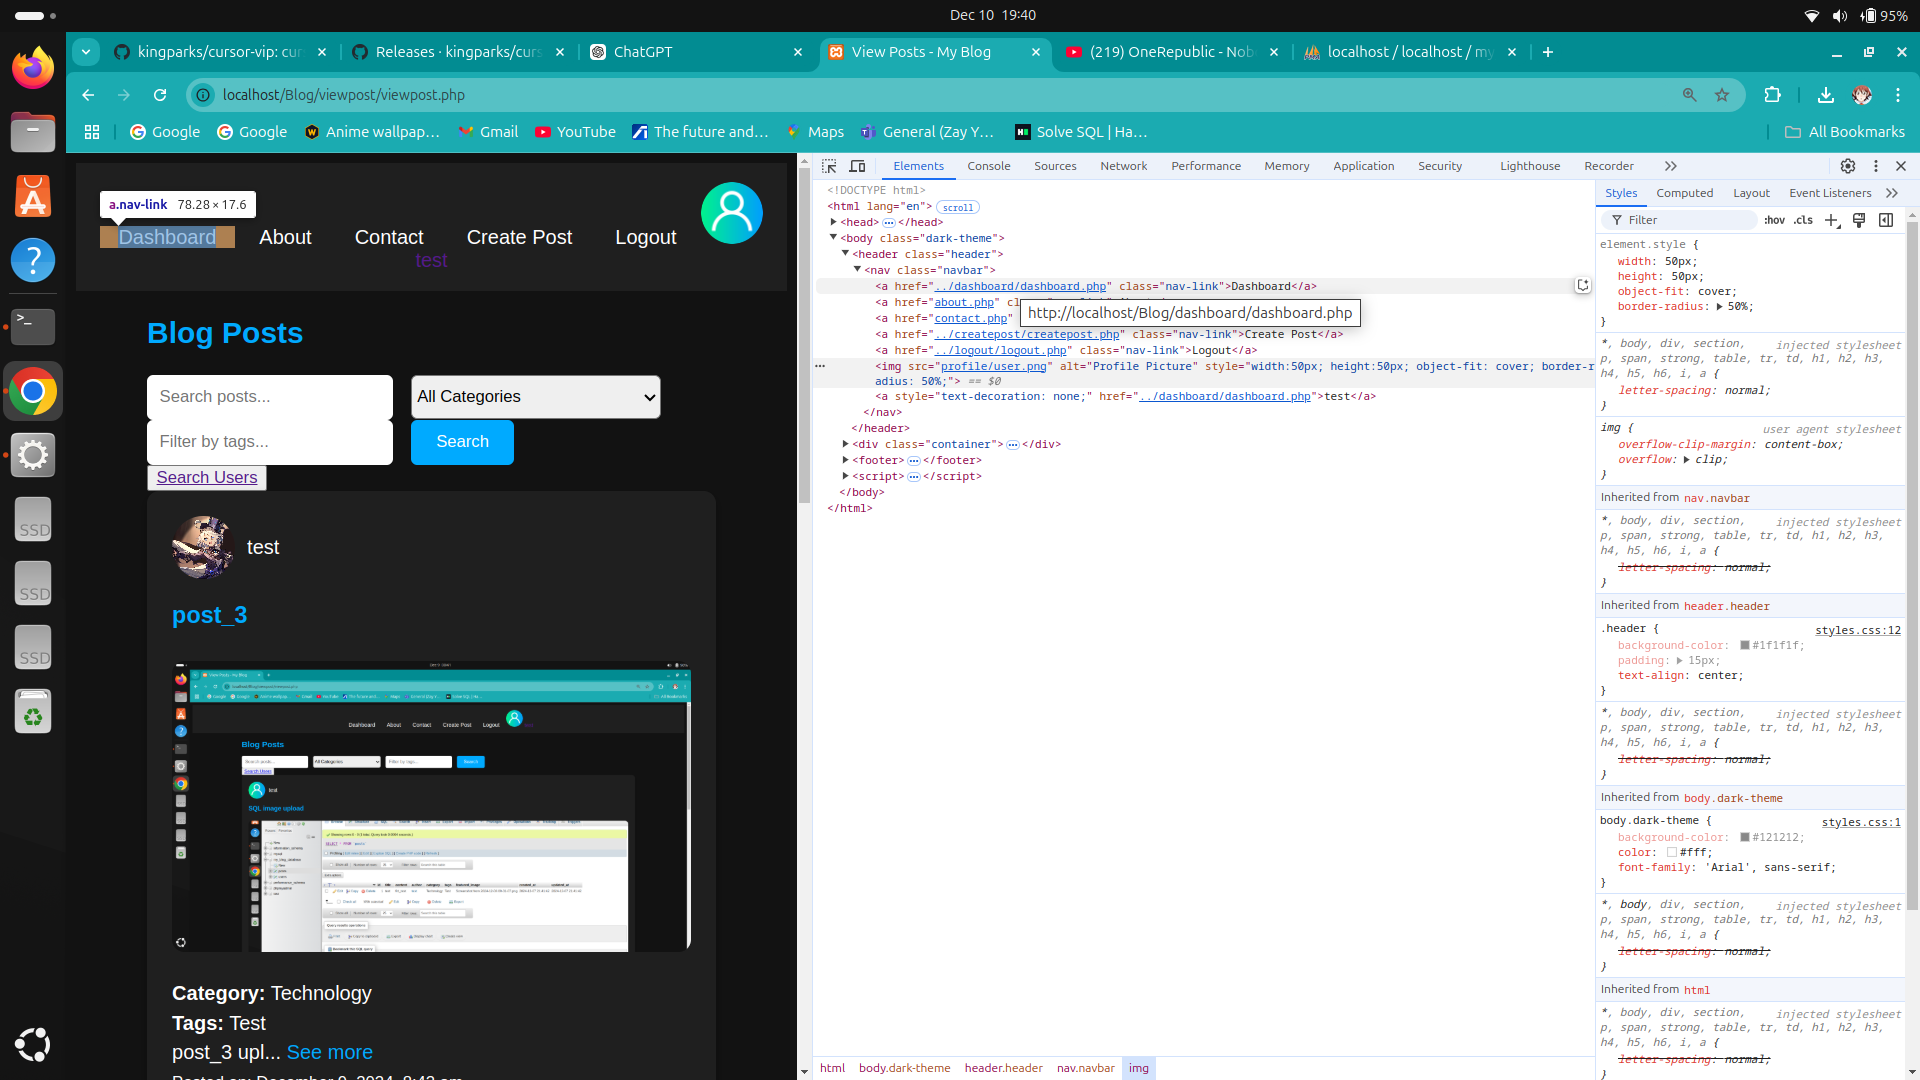 Dec 10  19:40
95%
kingparks/cursor-vip: cur
Releases · kingparks/curs
ChatGPT
View Posts - My Blog
(219) OneRepublic - Nob
localhost / localhost / my
localhost/Blog/viewpost/viewpost.php
Google
Google
Anime wallpap…
Gmail
YouTube
The future and…
Maps
General (Zay Y…
Solve SQL | Ha…
All Bookmarks
a.nav-link 78.28 × 17.6
Dashboard
About
Contact
Create Post
Logout
test
Blog Posts
Search posts...
All Categories
Filter by tags...
Search
Search Users
test
post_3
Blog Posts
SQL image upload
Category: Technology
Tags: Test
post_3 upl... See more
SSD
SSD
SSD
Elements
Console
Sources
Network
Performance
Memory
Application
Security
Lighthouse
Recorder
<!DOCTYPE html>
<html lang="en"> scroll
<head> ⋯ </head>
<body class="dark-theme">
<header class="header">
<nav class="navbar">
<a href="../dashboard/dashboard.php" class="nav-link">Dashboard</a>
<a href="about.php"
<a href="contact.php"
http://localhost/Blog/dashboard/dashboard.php
<a href="../createpost/createpost.php" class="nav-link">Create Post</a>
<a href="../logout/logout.php" class="nav-link">Logout</a>
<img src="profile/user.png" alt="Profile Picture" style="width:50px; height:50px; object-fit: cover; border-r
adius: 50%;"> == $0
<a style="text-decoration: none;" href="../dashboard/dashboard.php">test</a>
</nav>
</header>
<div class="container"> ⋯ </div>
<footer> ⋯ </footer>
<script> ⋯ </script>
</body>
</html>
html
body.dark-theme
header.header
nav.navbar
img
Styles
Computed
Layout
Event Listeners
Filter
:hov
.cls
element.style {
width: 50px;
height: 50px;
object-fit: cover;
border-radius: 50%;
}
*, body, div, section, injected stylesheet
p, span, strong, table, tr, td, h1, h2, h3,
h4, h5, h6, i, a {
letter-spacing: normal;
}
img { user agent stylesheet
overflow-clip-margin: content-box;
overflow: clip;
}
Inherited from nav.navbar
*, body, div, section, injected stylesheet
p, span, strong, table, tr, td, h1, h2, h3,
h4, h5, h6, i, a {
letter-spacing: normal;
}
Inherited from header.header
.header { styles.css:12
background-color: #1f1f1f;
padding: 15px;
text-align: center;
}
*, body, div, section, injected stylesheet
p, span, strong, table, tr, td, h1, h2, h3,
h4, h5, h6, i, a {
letter-spacing: normal;
}
Inherited from body.dark-theme
body.dark-theme { styles.css:1
background-color: #121212;
color: #fff;
font-family: 'Arial', sans-serif;
}
*, body, div, section, injected stylesheet
p, span, strong, table, tr, td, h1, h2, h3,
h4, h5, h6, i, a {
letter-spacing: normal;
}
Inherited from html
*, body, div, section, injected stylesheet
p, span, strong, table, tr, td, h1, h2, h3,
h4, h5, h6, i, a {
letter-spacing: normal;
}